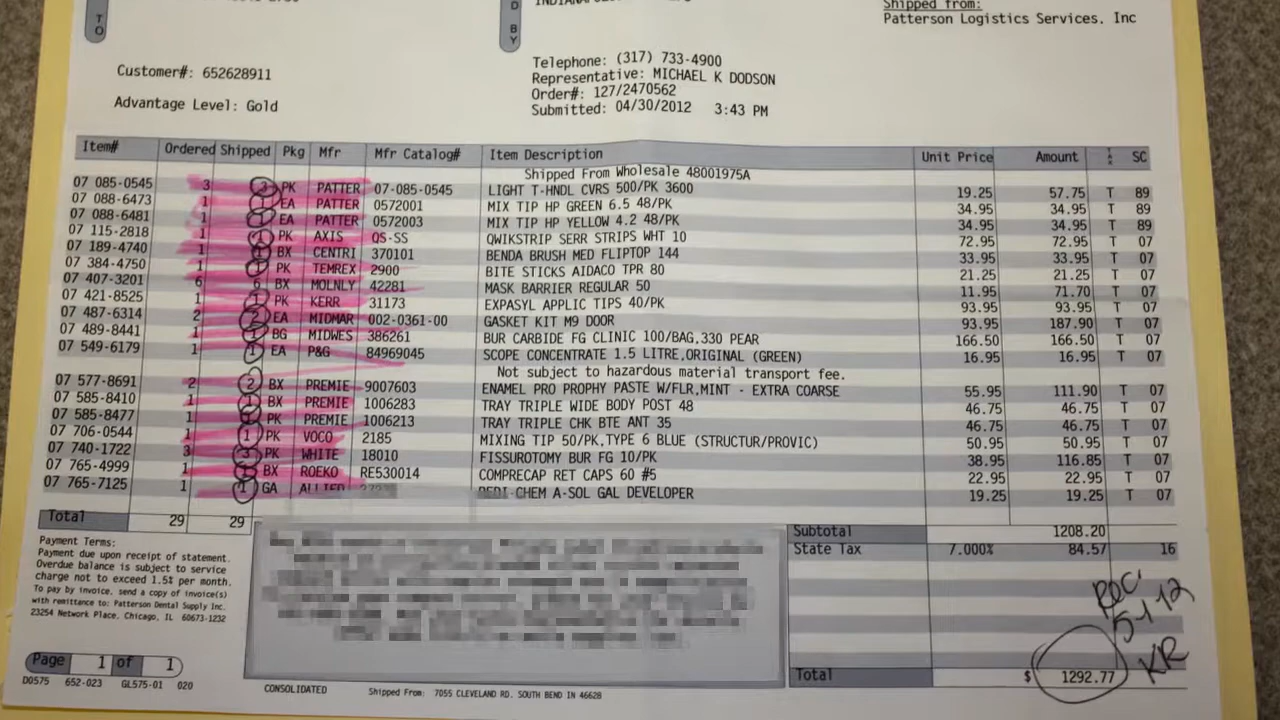 TO
D BY
Shipped from:
Patterson Logistics Services, Inc
Telephone: (317) 733-4900
Customer#: 652628911
Representative: MICHAEL K DODSON
Order#: 127/2470562
Advantage Level: Gold
Submitted: 04/30/2012 3:43 PM
Item# Ordered Shipped Pkg Mfr Mfr Catalog# Item Description Unit Price Amount SC
Shipped From Wholesale 48001975A
07 085-0545 3 3 PK PATTER 07-085-0545 LIGHT T-HNDL CVRS 500/PK 3600 19.25 57.75 T 89
07 088-6473 1 1 EA PATTER 0572001 MIX TIP HP GREEN 6.5 48/PK 34.95 34.95 T 89
07 088-6481 1 1 EA PATTER 0572003 MIX TIP HP YELLOW 4.2 48/PK 34.95 34.95 T 89
07 115-2818 1 1 PK AXIS QS-SS QWIKSTRIP SERR STRIPS WHT 10 72.95 72.95 T 07
07 189-4740 1 1 BX CENTRI 370101 BENDA BRUSH MED FLIPTOP 144 33.95 33.95 T 07
07 384-4750 1 1 PK TEMREX 2900 BITE STICKS AIDACO TPR 80 21.25 21.25 T 07
07 407-3201 6 6 BX MOLNLY 42281 MASK BARRIER REGULAR 50 11.95 71.70 T 07
07 421-8525 1 1 PK KERR 31173 EXPASYL APPLIC TIPS 40/PK 93.95 93.95 T 07
07 487-6314 2 2 EA MIDMAR 002-0361-00 GASKET KIT M9 DOOR 93.95 187.90 T 07
07 489-8441 1 1 BG MIDWES 386261 BUR CARBIDE FG CLINIC 100/BAG,330 PEAR 166.50 166.50 T 07
07 549-6179 1 1 EA P&G 84969045 SCOPE CONCENTRATE 1.5 LITRE,ORIGINAL (GREEN) 16.95 16.95 T 07
Not subject to hazardous material transport fee.
07 577-8691 2 2 BX PREMIE 9007603 ENAMEL PRO PROPHY PASTE W/FLR,MINT - EXTRA COARSE 55.95 111.90 T 07
07 585-8410 1 1 BX PREMIE 1006283 TRAY TRIPLE WIDE BODY POST 48 46.75 46.75 T 07
07 585-8477 1 1 PK PREMIE 1006213 TRAY TRIPLE CHK BTE ANT 35 46.75 46.75 T 07
07 706-0544 1 1 PK VOCO 2185 MIXING TIP 50/PK,TYPE 6 BLUE (STRUCTUR/PROVIC) 50.95 50.95 T 07
07 740-1722 3 3 PK WHITE 18010 FISSUROTOMY BUR FG 10/PK 38.95 116.85 T 07
07 765-4999 1 1 BX ROEKO RE530014 COMPRECAP RET CAPS 60 #5 22.95 22.95 T 07
07 765-7125 1 1 GA ALLIED PERI-CHEM A-SOL GAL DEVELOPER 19.25 19.25 T 07
Total 29 29
Subtotal 1208.20
State Tax 7.000% 84.57 16
Payment Terms:
Payment due upon receipt of statement.
Overdue balance is subject to service
charge not to exceed 1.5% per month.
To pay by invoice, send a copy of invoice(s)
with remittance to: Patterson Dental Supply Inc.
23254 Network Place, Chicago, IL 60673-1232
REC'
5-1-12
KR
Page 1 of 1
Total $ 1292.77
D0575 652-023 GL575-01 020
CONSOLIDATED Shipped From: 7055 CLEVELAND RD. SOUTH BEND IN 46628